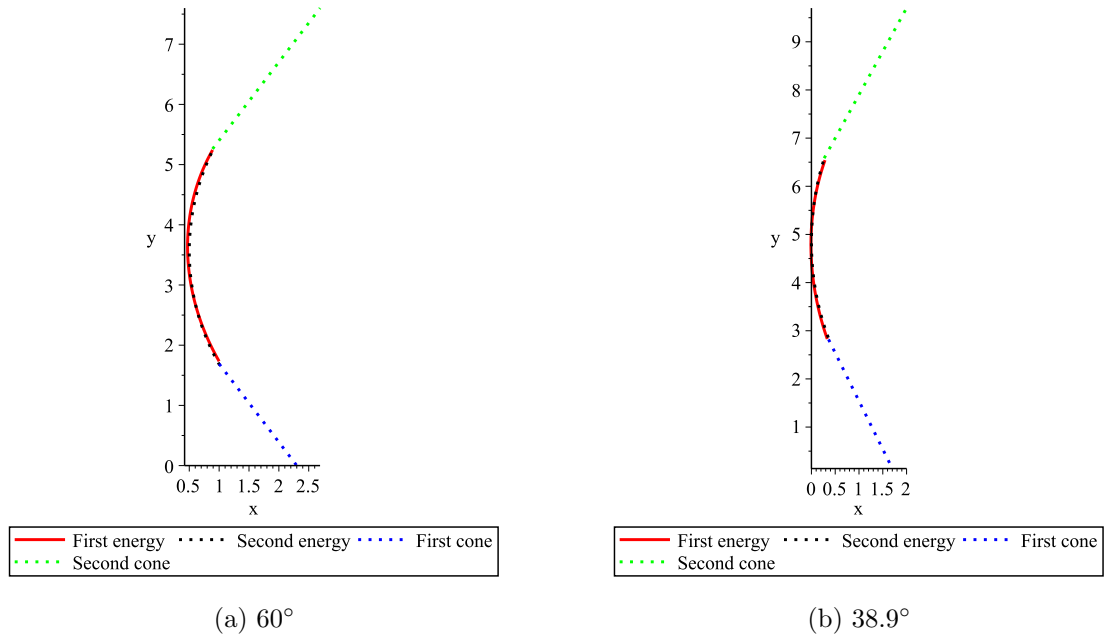 7
6
5
4
3
2
1
0
y
0.5 1 1.5 2 2.5
x
First energy Second energy First cone
Second cone
(a) 60°
9
8
7
6
5
4
3
2
1
y
0 0.5 1 1.5 2
x
First energy Second energy First cone
Second cone
(b) 38.9°